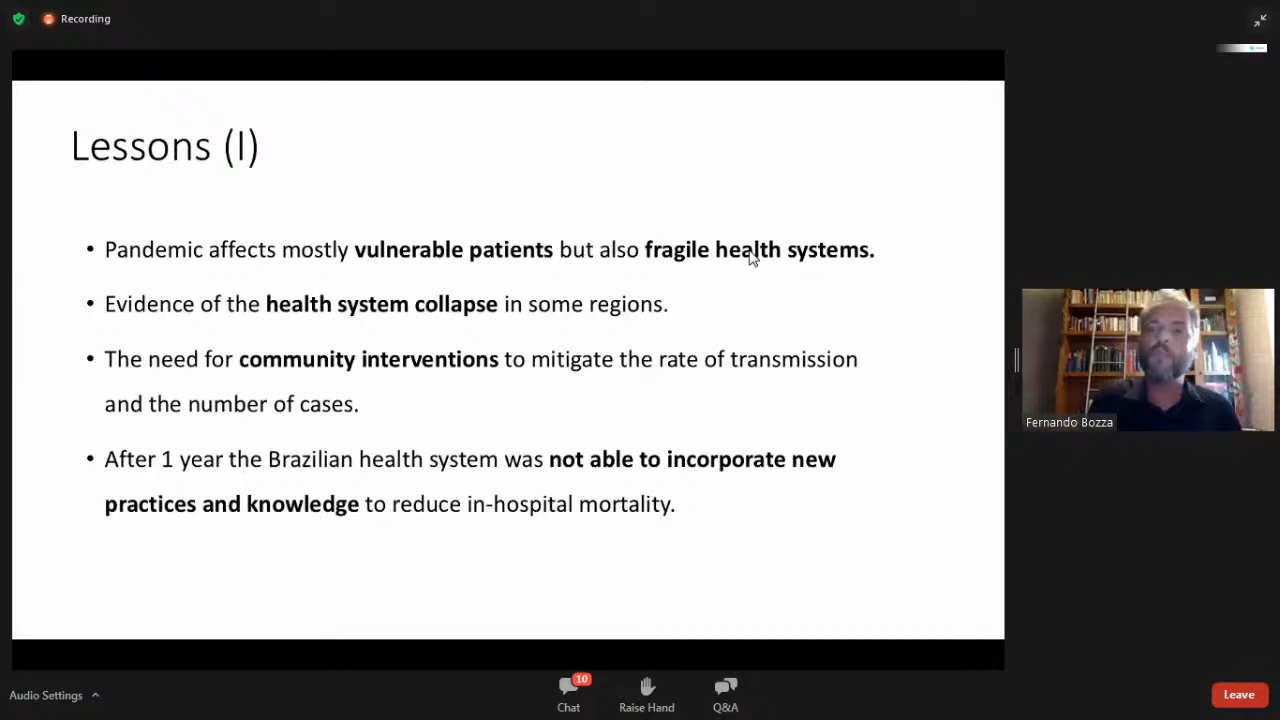 Recording
Lessons (I)
• Pandemic affects mostly vulnerable patients but also fragile health systems.
• Evidence of the health system collapse in some regions.
• The need for community interventions to mitigate the rate of transmission
and the number of cases.
• After 1 year the Brazilian health system was not able to incorporate new
practices and knowledge to reduce in-hospital mortality.
Fernando Bozza
Audio Settings
10
Chat
Raise Hand
Q&A
Leave